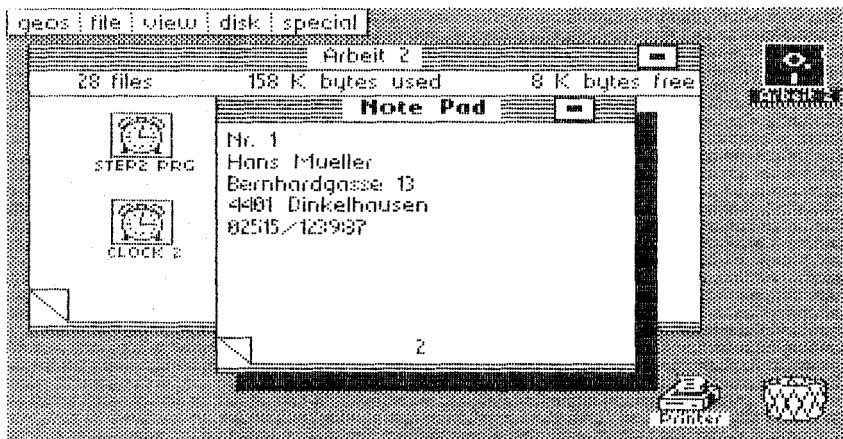 geos file view disk special
Arbeit 2
28 files 158 K bytes used 8 K bytes free
Note Pad
Nr. 1
Hans Mueller
Bernhardgasse 13
4401 Dinkelhausen
02515/123987
STEP2 PRG
CLOCK 2
2
Printer